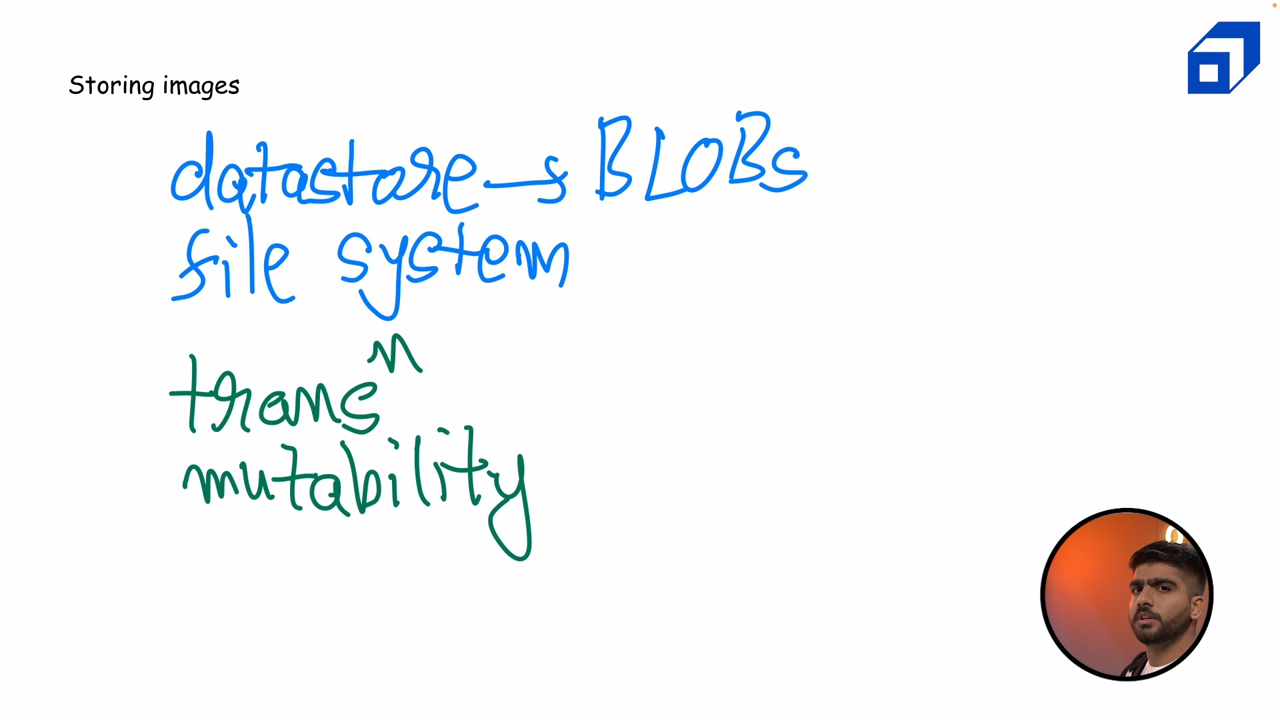 Storing images
datastore → BLOBs
file system
transⁿ
mutability